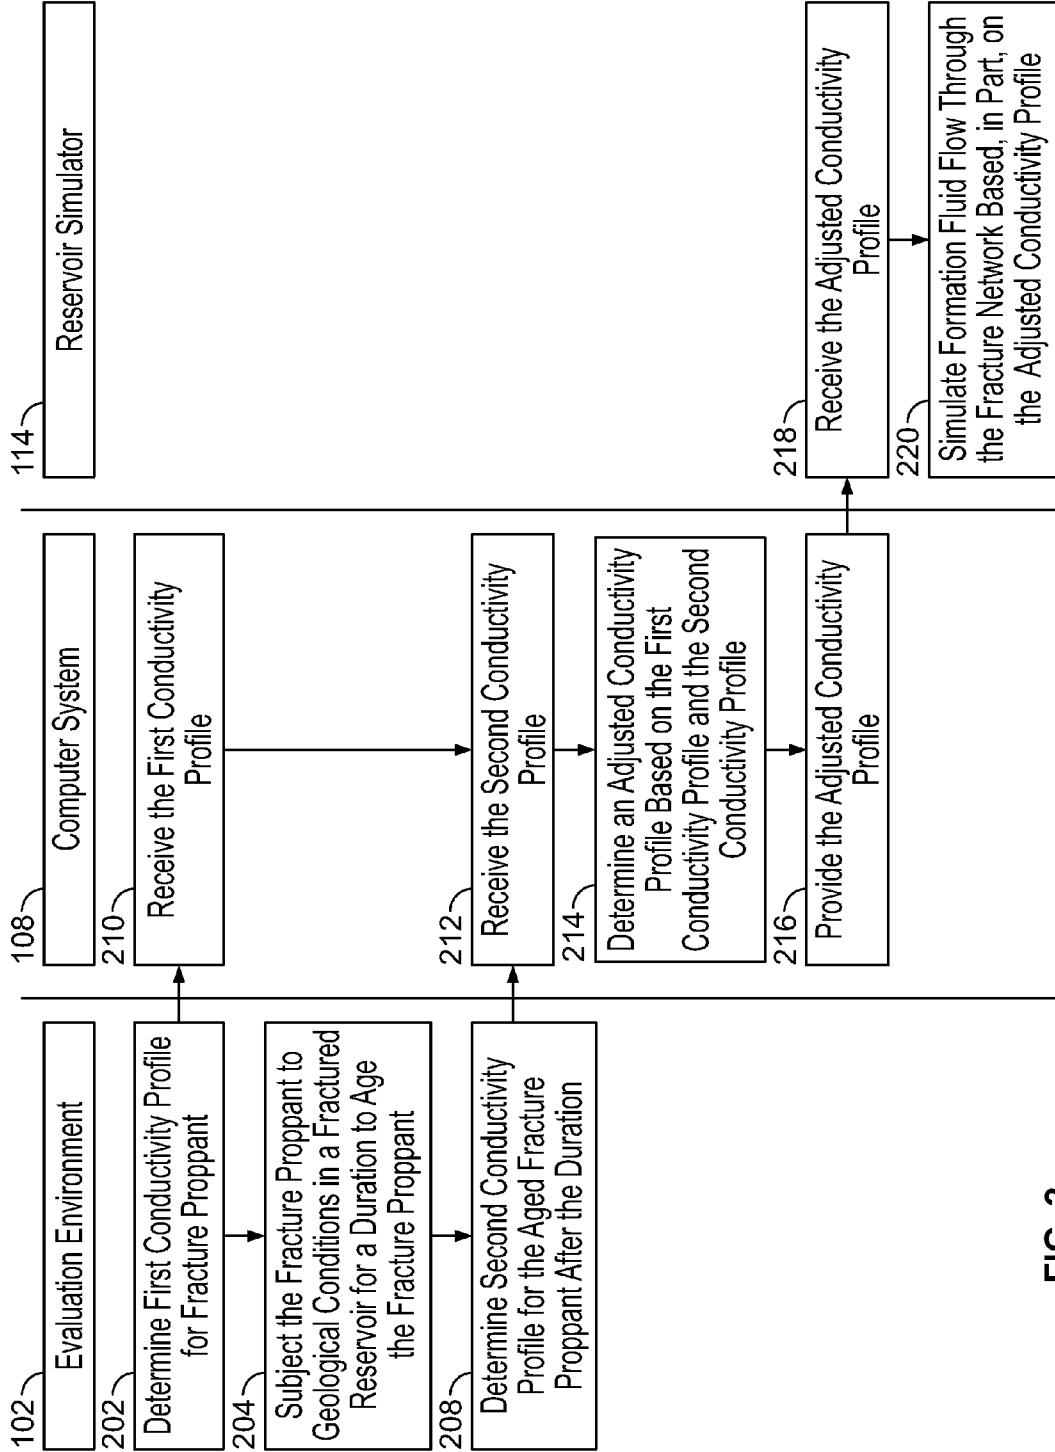 102
Evaluation Environment
202
Determine First Conductivity Profile
for Fracture Proppant
204
Subject the Fracture Proppant to
Geological Conditions in a Fractured
Reservoir for a Duration to Age
the Fracture Proppant
208
Determine Second Conductivity
Profile for the Aged Fracture
Proppant After the Duration
108
Computer System
210
Receive the First Conductivity
Profile
212
Receive the Second Conductivity
Profile
214
Determine an Adjusted Conductivity
Profile Based on the First
Conductivity Profile and the Second
Conductivity Profile
216
Provide the Adjusted Conductivity
Profile
114
Reservoir Simulator
218
Receive the Adjusted Conductivity
Profile
220
Simulate Formation Fluid Flow Through
the Fracture Network Based, in Part, on
the Adjusted Conductivity Profile